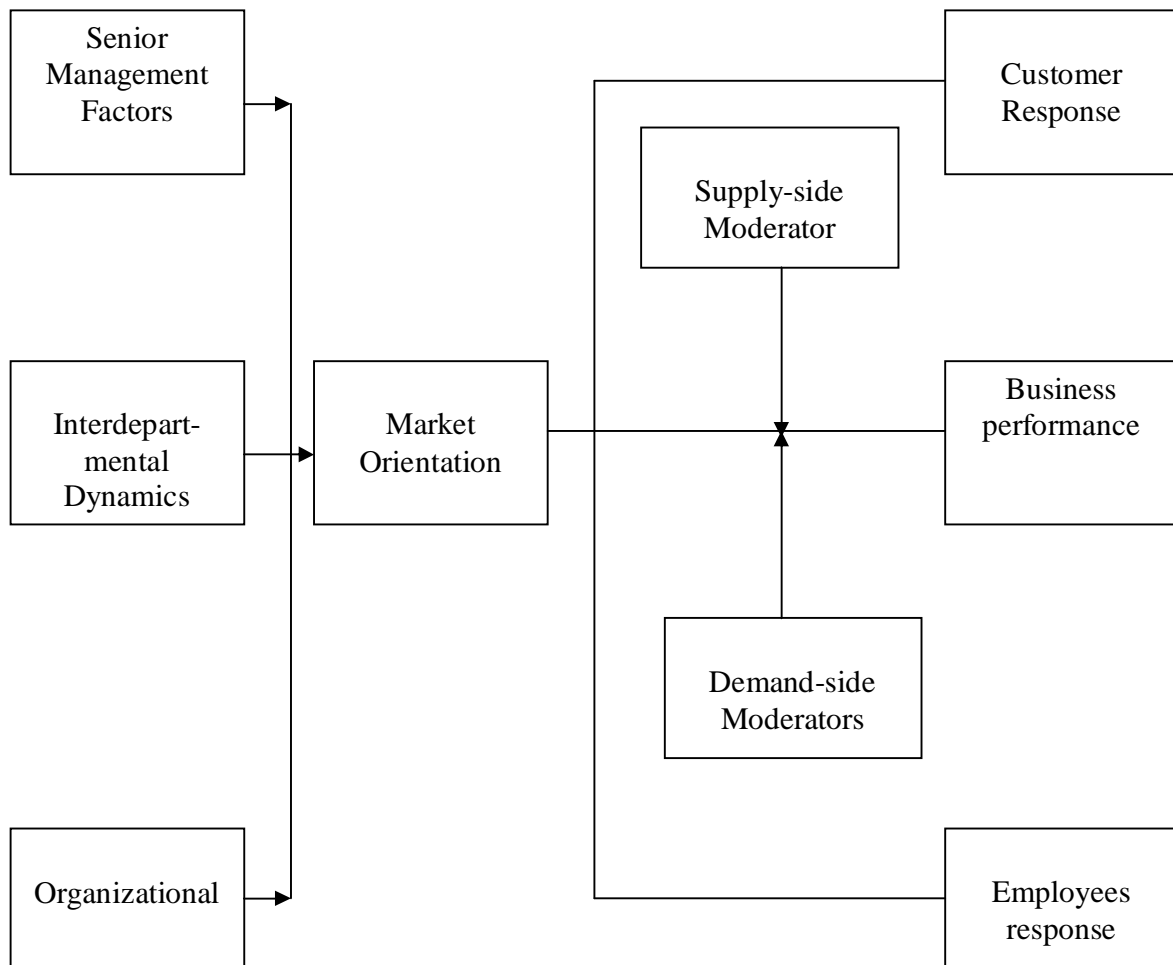 Senior
Management
Factors
Customer
Response
Supply-side
Moderator
Interdepart-
mental
Dynamics
Market
Orientation
Business
performance
Demand-side
Moderators
Organizational
Employees
response